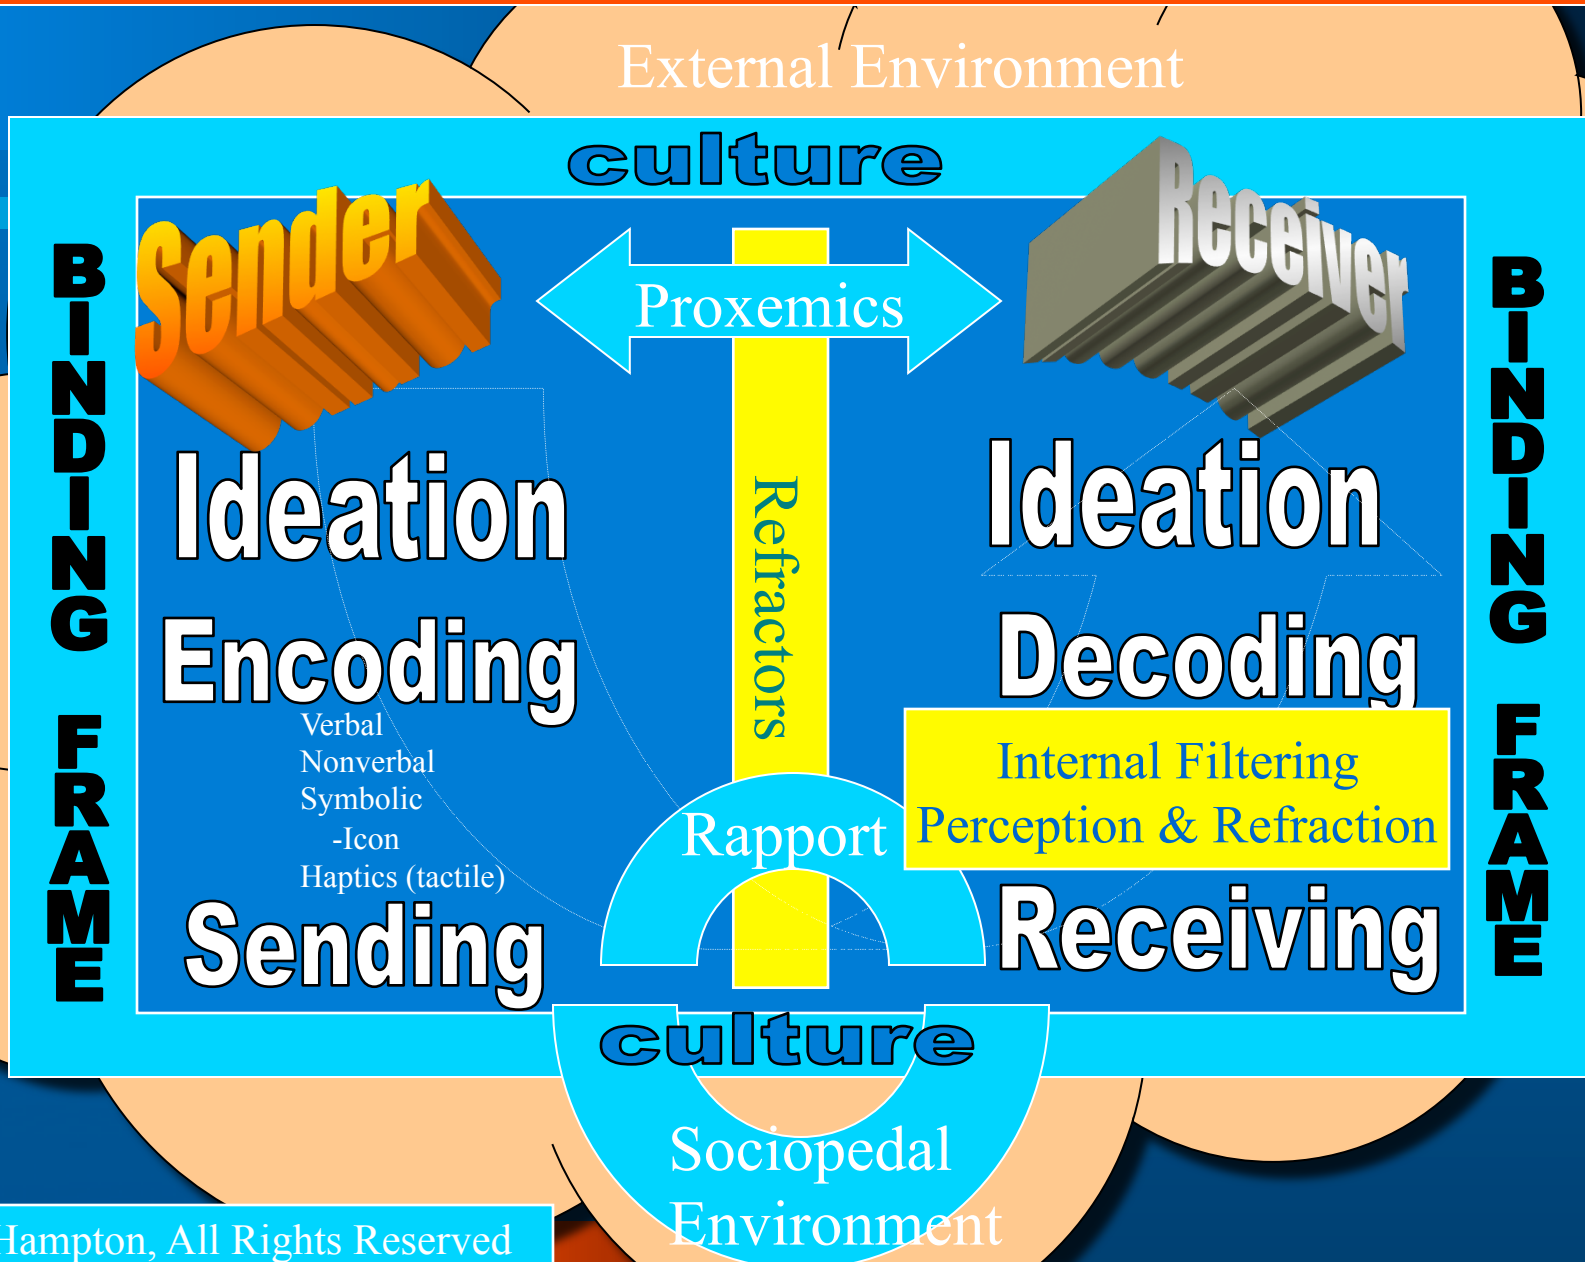 External Environment
culture
Sender
Receiver
Proxemics
BINDING FRAME
BINDING FRAME
Refractors
Ideation
Ideation
Encoding
Decoding
Verbal
Nonverbal
Symbolic
-Icon
Haptics (tactile)
Internal Filtering
Perception & Refraction
Rapport
Sending
Receiving
culture
Sociopedal
Environment
Hampton, All Rights Reserved